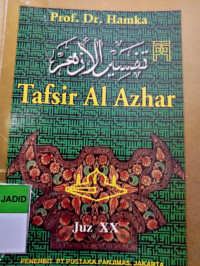 Prof. Dr. Hamka
تفسير الأزهر
Tafsir Al Azhar
JADID
Juz XX
PENERBIT PT. PUSTAKA PANJIMAS, JAKARTA